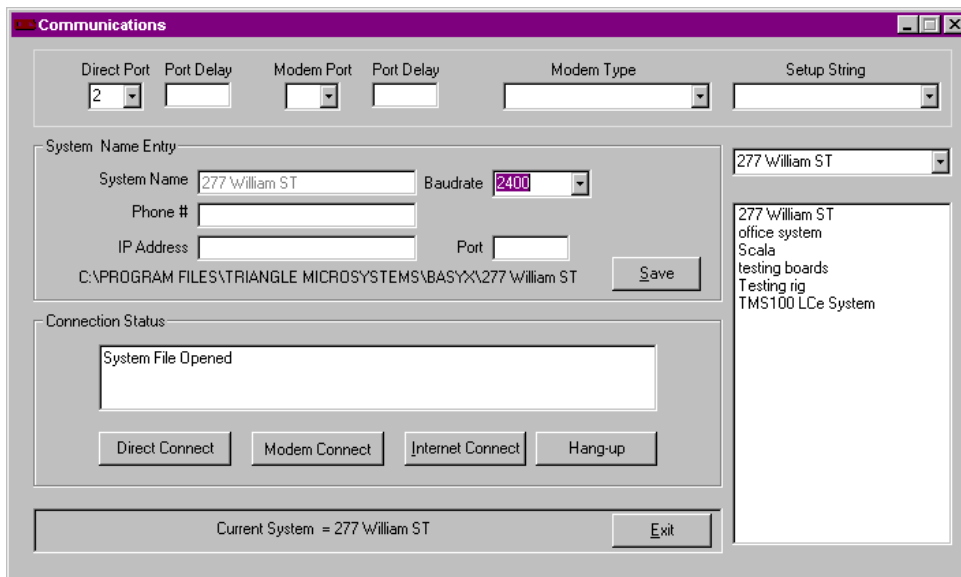 Communications
Direct Port Port Delay Modem Port Port Delay Modem Type Setup String
2
System Name Entry
System Name 277 William ST Baudrate 2400
Phone #
IP Address Port
C:\PROGRAM FILES\TRIANGLE MICROSYSTEMS\BASYX\277 William ST Save
277 William ST
277 William ST
office system
Scala
testing boards
Testing rig
TMS100 LCe System
Connection Status
System File Opened
Direct Connect Modem Connect Internet Connect Hang-up
Current System = 277 William ST Exit